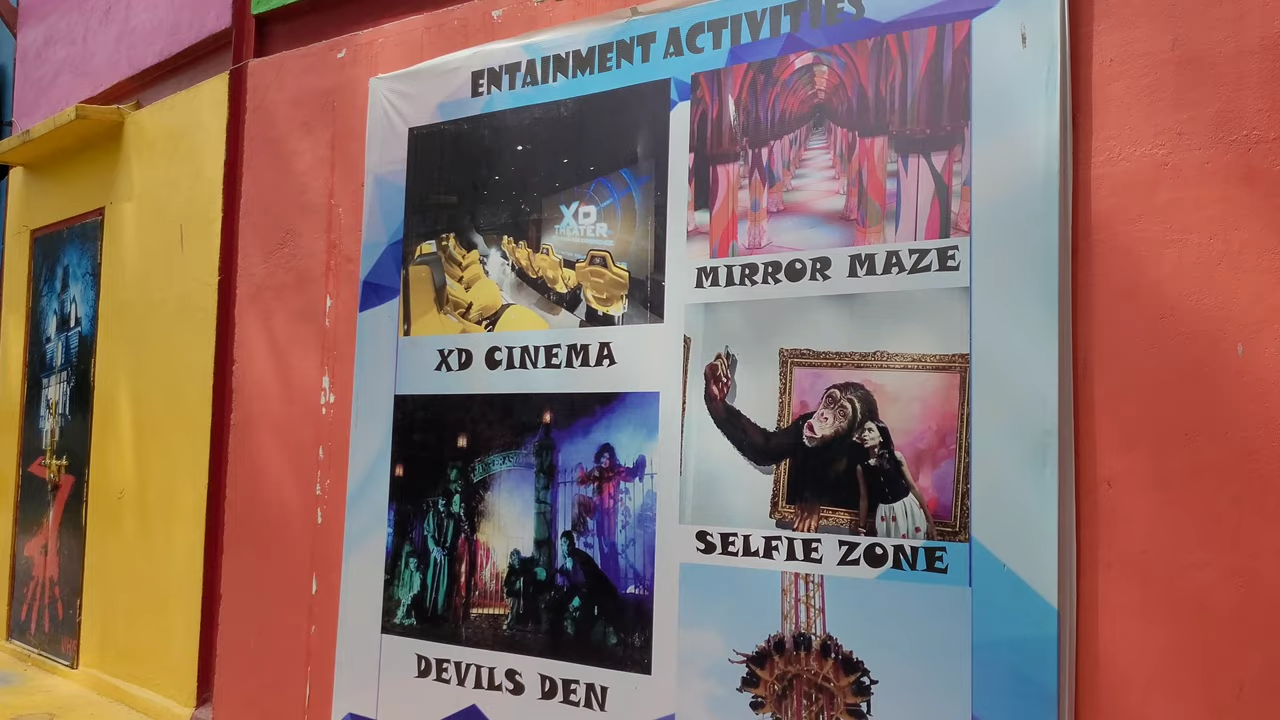 ENTAINMENT ACTIVITIES
XD
THEATER
XD CINEMA
MIRROR MAZE
SELFIE ZONE
DEVILS DEN